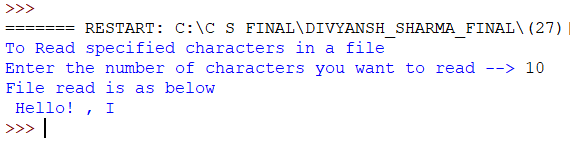 >>>
======= RESTART: C:\C S FINAL\DIVYANSH_SHARMA_FINAL\(27)
To Read specified characters in a file
Enter the number of characters you want to read --> 10
File read is as below
 Hello! , I
>>>